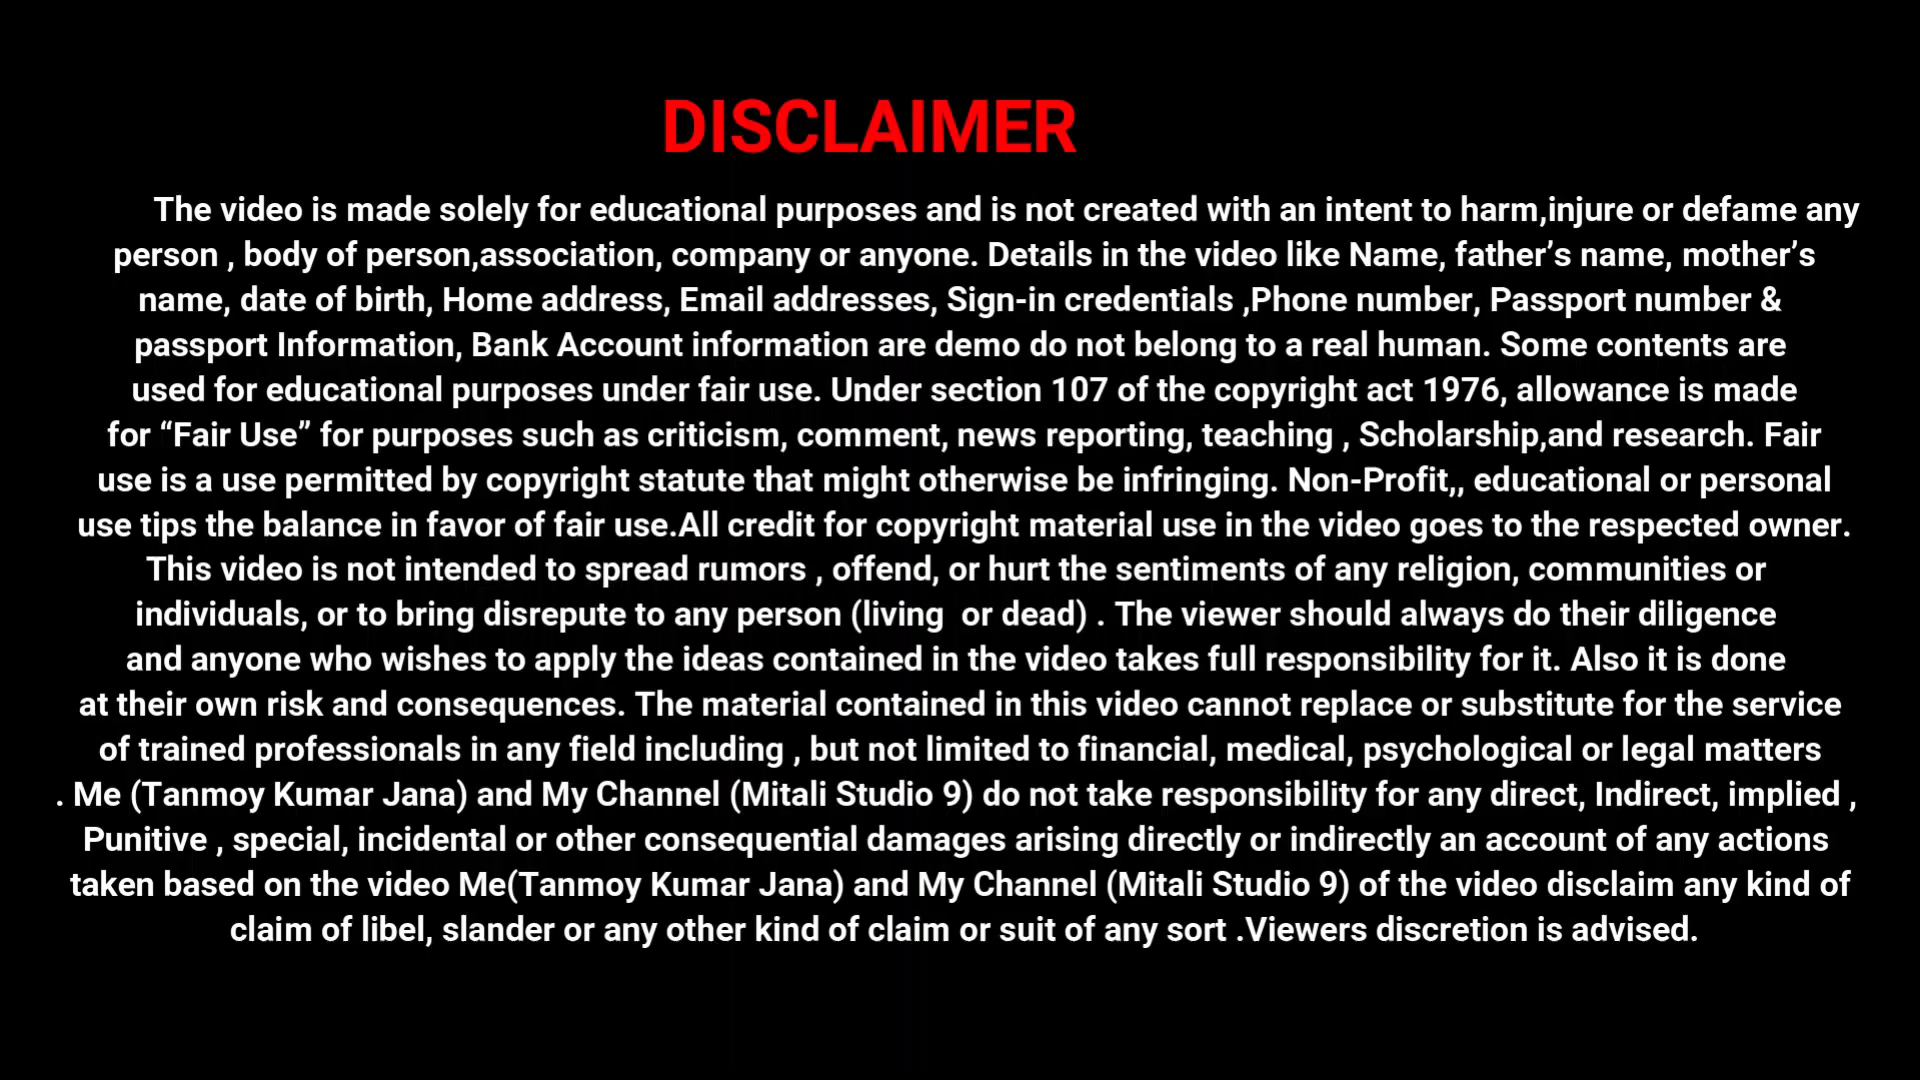 DISCLAIMER
The video is made solely for educational purposes and is not created with an intent to harm,injure or defame any
person , body of person,association, company or anyone. Details in the video like Name, father’s name, mother’s
name, date of birth, Home address, Email addresses, Sign-in credentials ,Phone number, Passport number &
passport Information, Bank Account information are demo do not belong to a real human. Some contents are
used for educational purposes under fair use. Under section 107 of the copyright act 1976, allowance is made
for “Fair Use” for purposes such as criticism, comment, news reporting, teaching , Scholarship,and research. Fair
use is a use permitted by copyright statute that might otherwise be infringing. Non-Profit,, educational or personal
use tips the balance in favor of fair use.All credit for copyright material use in the video goes to the respected owner.
This video is not intended to spread rumors , offend, or hurt the sentiments of any religion, communities or
individuals, or to bring disrepute to any person (living  or dead) . The viewer should always do their diligence
and anyone who wishes to apply the ideas contained in the video takes full responsibility for it. Also it is done
at their own risk and consequences. The material contained in this video cannot replace or substitute for the service
of trained professionals in any field including , but not limited to financial, medical, psychological or legal matters
. Me (Tanmoy Kumar Jana) and My Channel (Mitali Studio 9) do not take responsibility for any direct, Indirect, implied ,
Punitive , special, incidental or other consequential damages arising directly or indirectly an account of any actions
taken based on the video Me(Tanmoy Kumar Jana) and My Channel (Mitali Studio 9) of the video disclaim any kind of
claim of libel, slander or any other kind of claim or suit of any sort .Viewers discretion is advised.